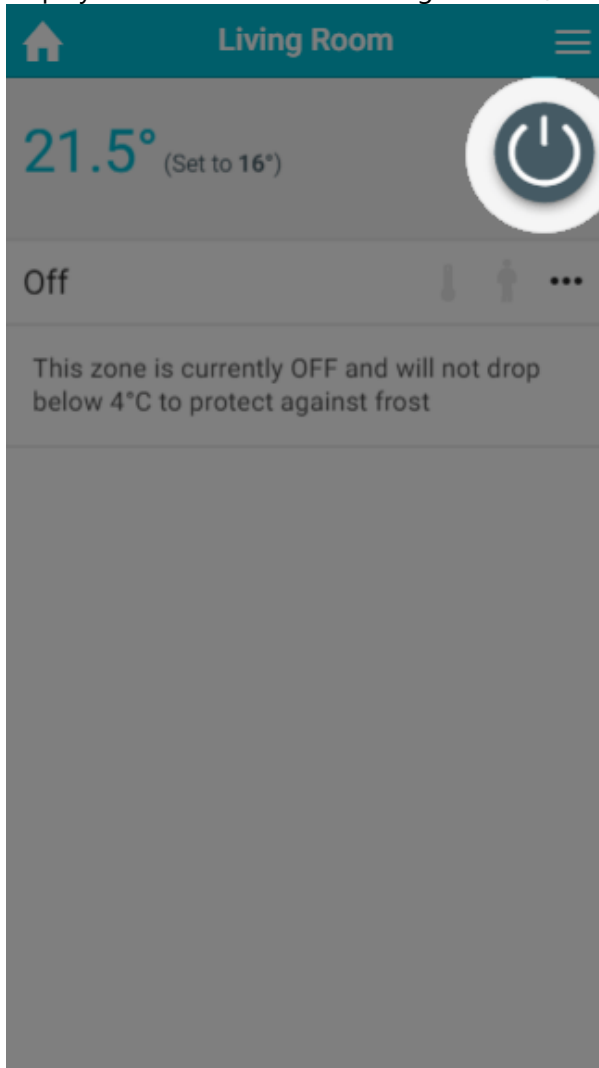 Living Room
21.5° (Set to 16°)
Off
This zone is currently OFF and will not drop
below 4°C to protect against frost